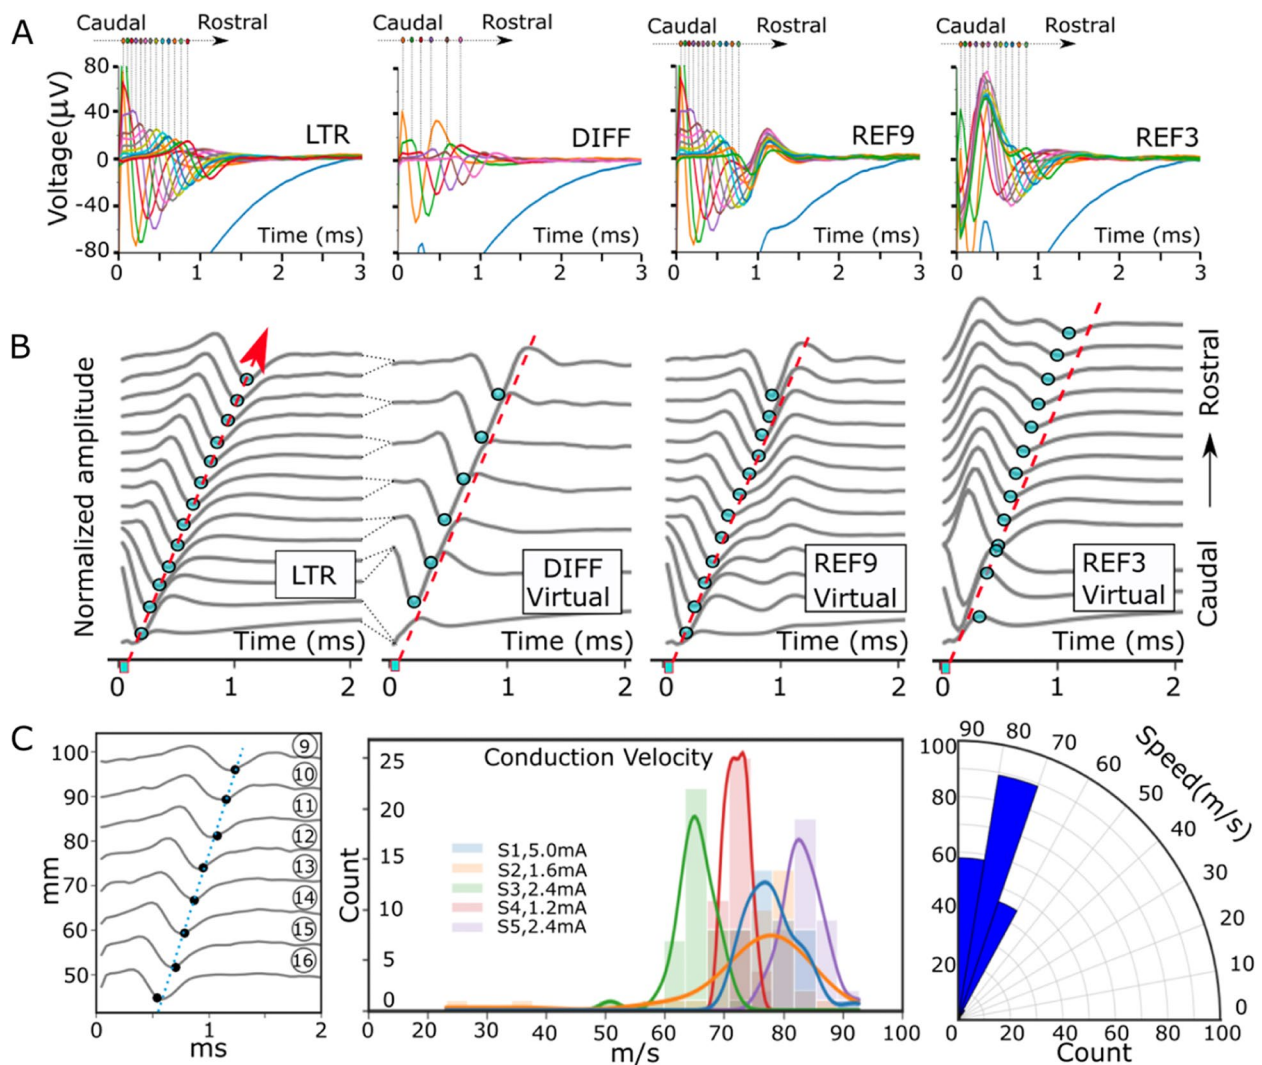 A
Caudal Rostral
Caudal Rostral
Caudal Rostral
Caudal Rostral
Voltage(µV)
80
40
0
-40
-80
LTR
DIFF
REF9
REF3
Time (ms)
Time (ms)
Time (ms)
Time (ms)
0 1 2 3
0 1 2 3
0 1 2 3
0 1 2 3
B
Normalized amplitude
LTR
DIFF
Virtual
REF9
Virtual
REF3
Virtual
Caudal Rostral
Time (ms)
Time (ms)
Time (ms)
Time (ms)
0 1 2
0 1 2
0 1 2
0 1 2
C
mm
100
90
80
70
60
50
9
10
11
12
13
14
15
16
0 1 2
ms
Conduction Velocity
Count
25
20
15
10
5
0
S1,5.0mA
S2,1.6mA
S3,2.4mA
S4,1.2mA
S5,2.4mA
0 20 30 40 50 60 70 80 90 100
m/s
100
80
60
40
20
90
80
70
60
50
40
30
20
10
0
Speed(m/s)
0 20 40 60 80 100
Count